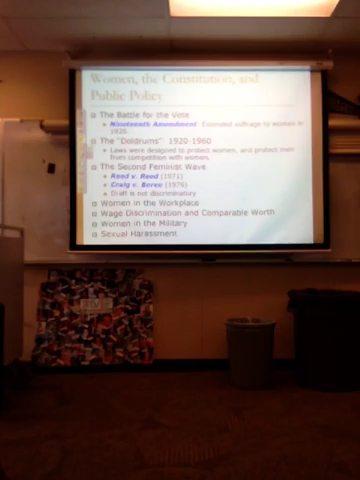 Women, the Constitution, and
Public Policy
The Battle for the Vote
Nineteenth Amendment: Extended suffrage to women in
1920.
The "Doldrums": 1920-1960
Laws were designed to protect women, and protect men
from competition with women.
The Second Feminist Wave
Reed v. Reed (1971)
Craig v. Boren (1976)
Draft is not discriminatory
Women in the Workplace
Wage Discrimination and Comparable Worth
Women in the Military
Sexual Harassment